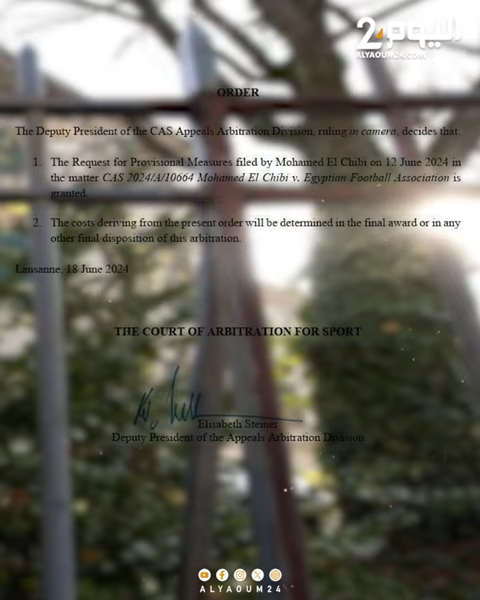 اليوم 24
ALYAOUM24.COM
ORDER
The Deputy President of the CAS Appeals Arbitration Division, ruling in camera, decides that
1. The Request for Provisional Measures filed by Mohamed El Chibi on 12 June 2024 in
the matter CAS 2024/A/10664 Mohamed El Chibi v. Egyptian Football Association is
granted.
2. The costs deriving from the present order will be determined in the final award or in any
other final disposition of this arbitration.
Lausanne, 18 June 2024
THE COURT OF ARBITRATION FOR SPORT
Elisabeth Steiner
Deputy President of the Appeals Arbitration Division
ALYAOUM24